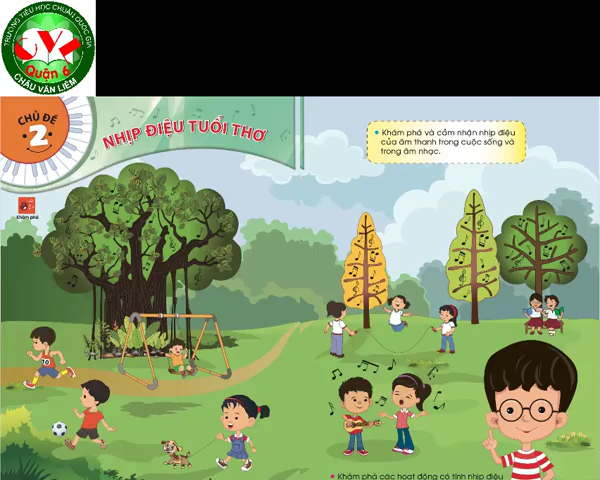 TRƯỜNG TIỂU HỌC CHUẨN QUỐC GIA
Quận 6
CHÂU VĂN LIÊM
CHỦ ĐỀ
2
NHỊP ĐIỆU TUỔI THƠ
Khám phá và cảm nhận nhịp điệu
của âm thanh trong cuộc sống và
trong âm nhạc.
Khám phá
10
Khám phá các hoạt động có tính nhịp điệu